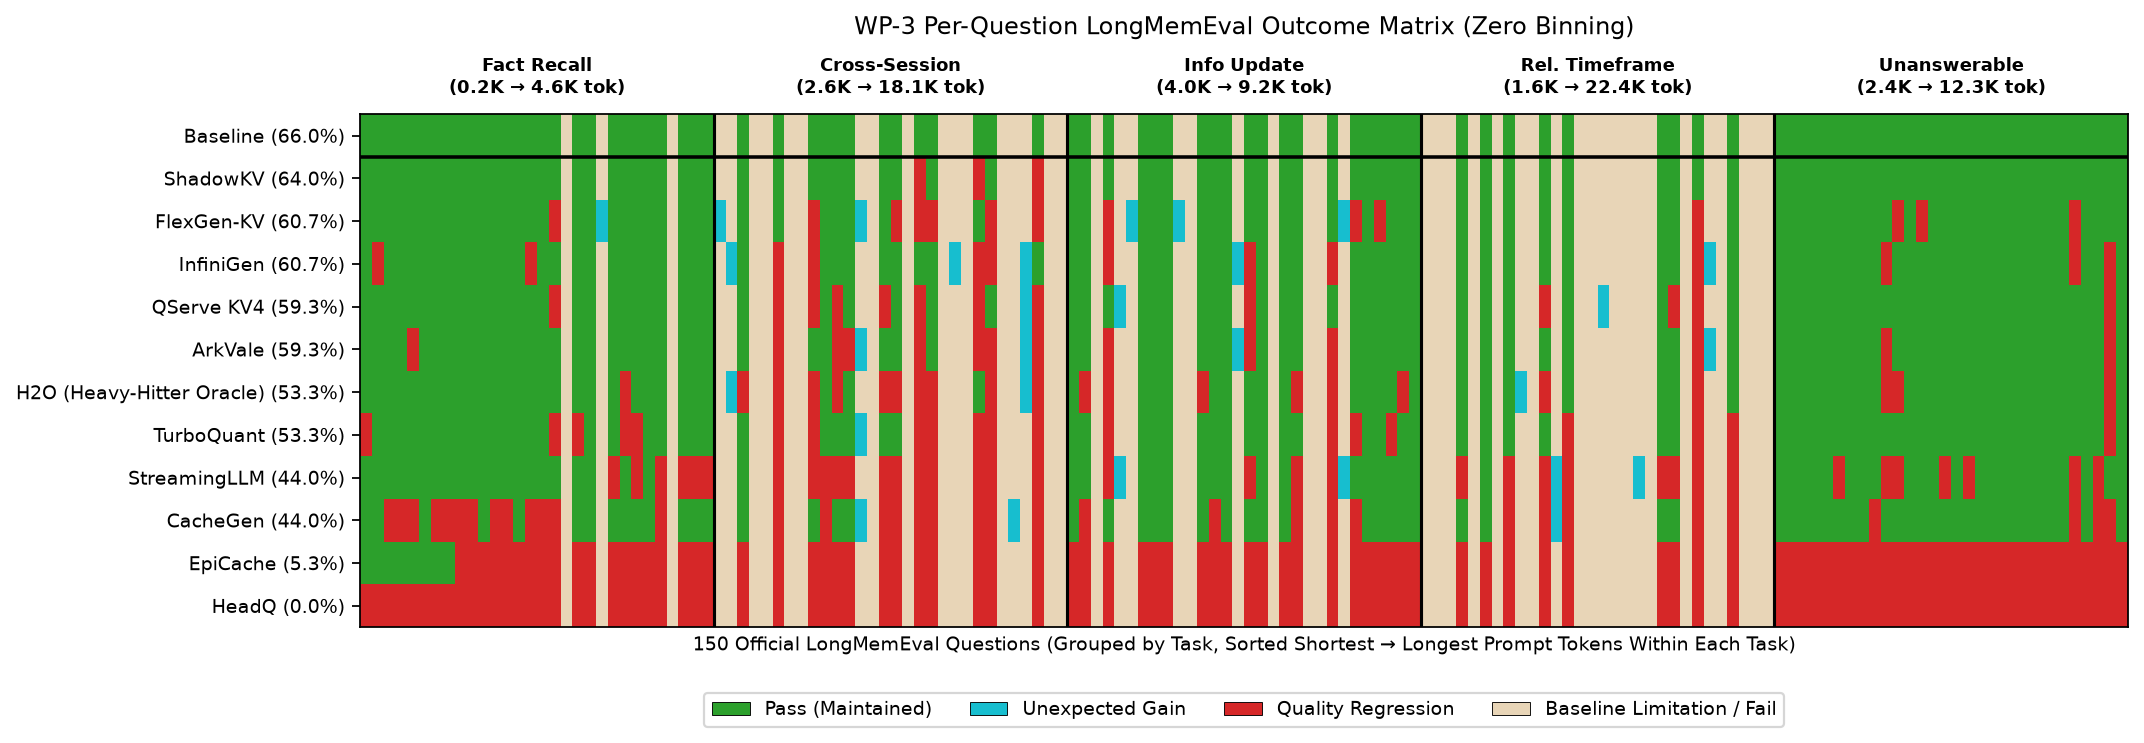 WP-3 Per-Question LongMemEval Outcome Matrix (Zero Binning)
Fact Recall
(0.2K → 4.6K tok)
Cross-Session
(2.6K → 18.1K tok)
Info Update
(4.0K → 9.2K tok)
Rel. Timeframe
(1.6K → 22.4K tok)
Unanswerable
(2.4K → 12.3K tok)
Baseline (66.0%)
ShadowKV (64.0%)
FlexGen-KV (60.7%)
InfiniGen (60.7%)
QServe KV4 (59.3%)
ArkVale (59.3%)
H2O (Heavy-Hitter Oracle) (53.3%)
TurboQuant (53.3%)
StreamingLLM (44.0%)
CacheGen (44.0%)
EpiCache (5.3%)
HeadQ (0.0%)
150 Official LongMemEval Questions (Grouped by Task, Sorted Shortest → Longest Prompt Tokens Within Each Task)
Pass (Maintained)
Unexpected Gain
Quality Regression
Baseline Limitation / Fail